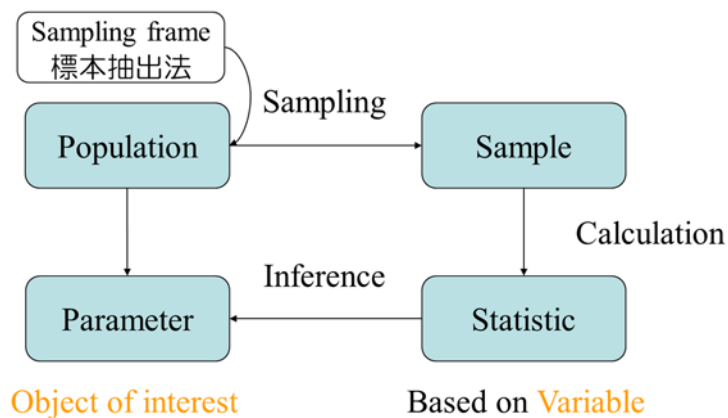 Sampling frame
標本抽出法
Sampling
Population
Sample
Calculation
Inference
Parameter
Statistic
Object of interest
Based on Variable